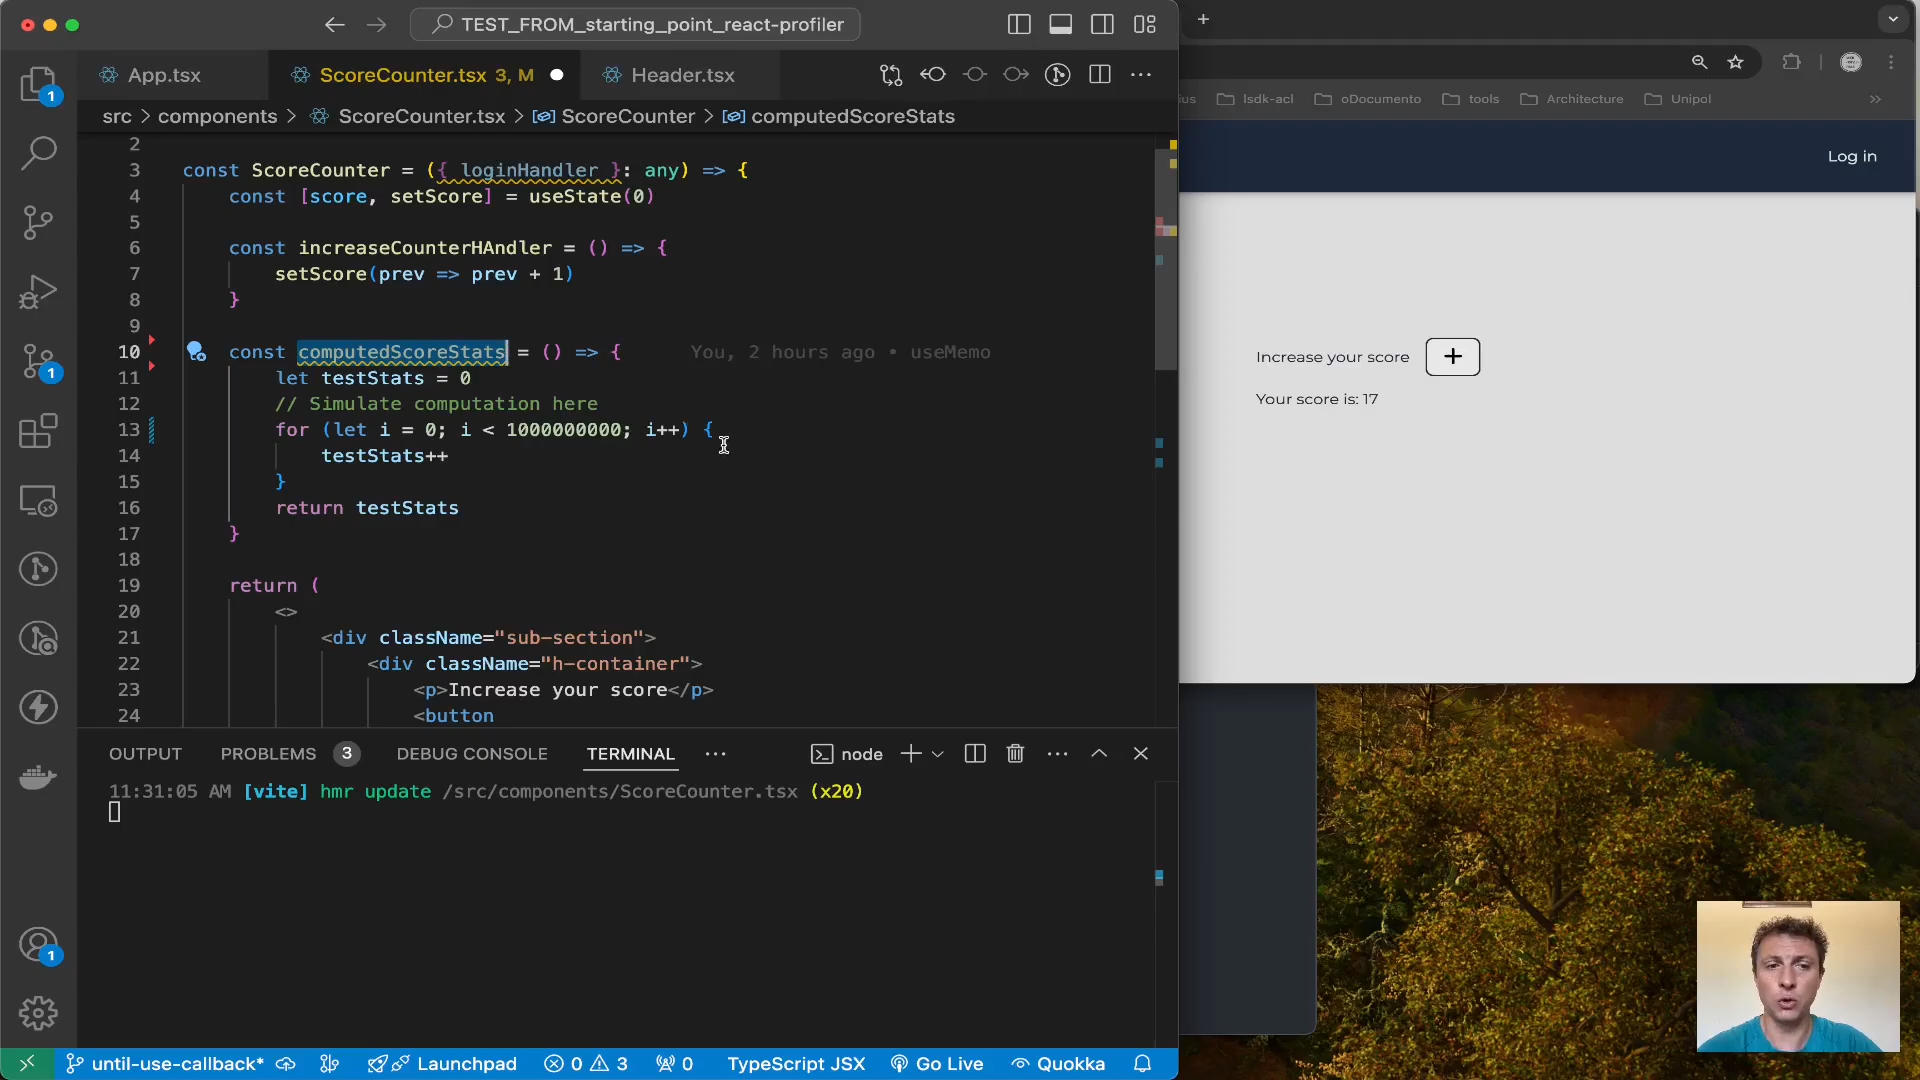 TEST_FROM_starting_point_react-profiler
App.tsx
ScoreCounter.tsx 3, M
Header.tsx
src > components > ScoreCounter.tsx > ScoreCounter > computedScoreStats
2
3 const ScoreCounter = ({ loginHandler }: any) => {
4 const [score, setScore] = useState(0)
5
6 const increaseCounterHAndler = () => {
7 setScore(prev => prev + 1)
8 }
9
10 const computedScoreStats = () => { You, 2 hours ago • useMemo
11 let testStats = 0
12 // Simulate computation here
13 for (let i = 0; i < 1000000000; i++) {
14 testStats++
15 }
16 return testStats
17 }
18
19 return (
20 <>
21 <div className="sub-section">
22 <div className="h-container">
23 <p>Increase your score</p>
24 <button
OUTPUT PROBLEMS 3 DEBUG CONSOLE TERMINAL node
11:31:05 AM [vite] hmr update /src/components/ScoreCounter.tsx (x20)
1
1
1
until-use-callback* Launchpad 0 3 0 TypeScript JSX Go Live Quokka
ius lsdk-acl oDocumento tools Architecture Unipol
Log in
Increase your score +
Your score is: 17